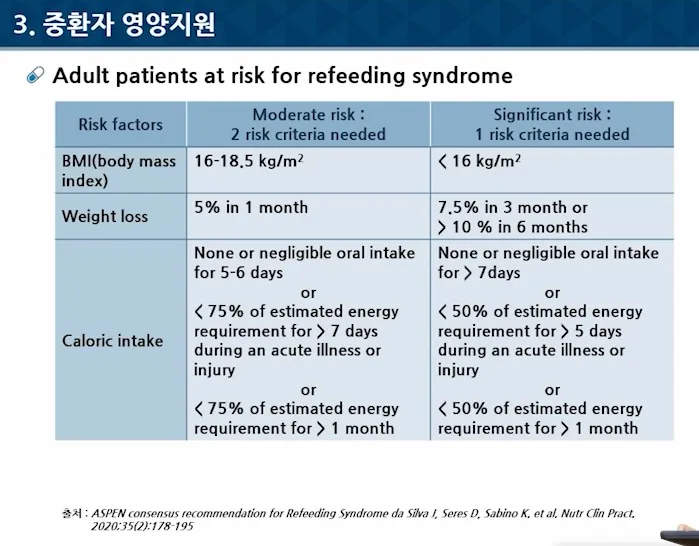 3. 중환자 영양지원
Adult patients at risk for refeeding syndrome
Risk factors
Moderate risk :
2 risk criteria needed
Significant risk :
1 risk criteria needed
BMI(body mass
index)
16-18.5 kg/m²
< 16 kg/m²
Weight loss
5% in 1 month
7.5% in 3 month or
> 10 % in 6 months
Caloric intake
None or negligible oral intake
for 5-6 days
or
< 75% of estimated energy
requirement for > 7 days
during an acute illness or
injury
or
< 75% of estimated energy
requirement for > 1 month
None or negligible oral intake
for > 7days
or
< 50% of estimated energy
requirement for > 5 days
during an acute illness or
injury
or
< 50% of estimated energy
requirement for > 1 month
출처 : ASPEN consensus recommendation for Refeeding Syndrome da Silva J, Seres D, Sabino K. et al. Nutr Clin Pract.
2020;35(2):178-195